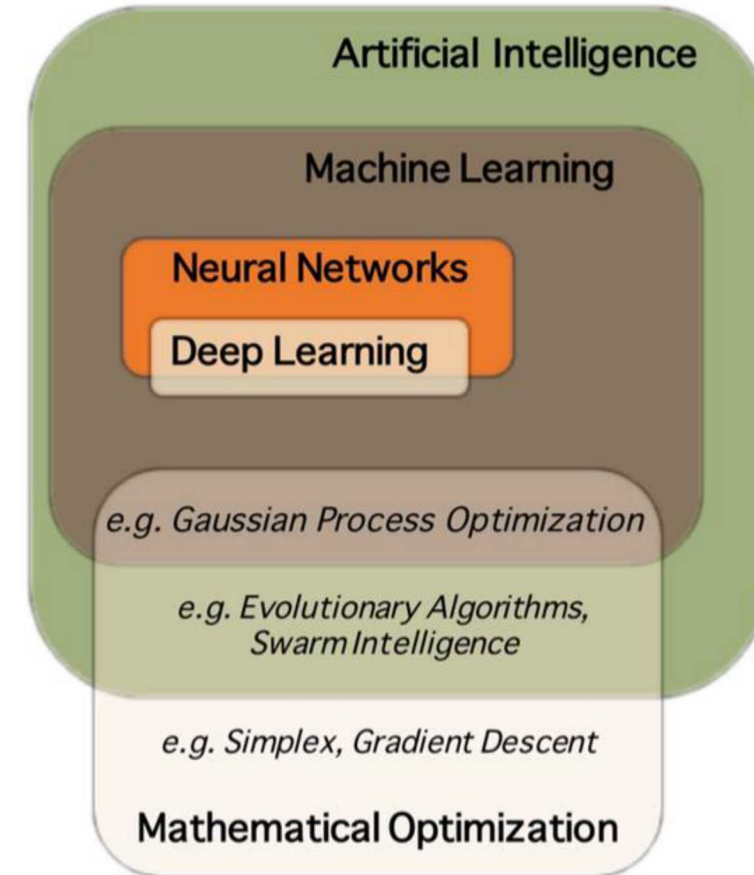 Artificial Intelligence
Machine Learning
Neural Networks
Deep Learning
e.g. Gaussian Process Optimization
e.g. Evolutionary Algorithms,
Swarm Intelligence
e.g. Simplex, Gradient Descent
Mathematical Optimization